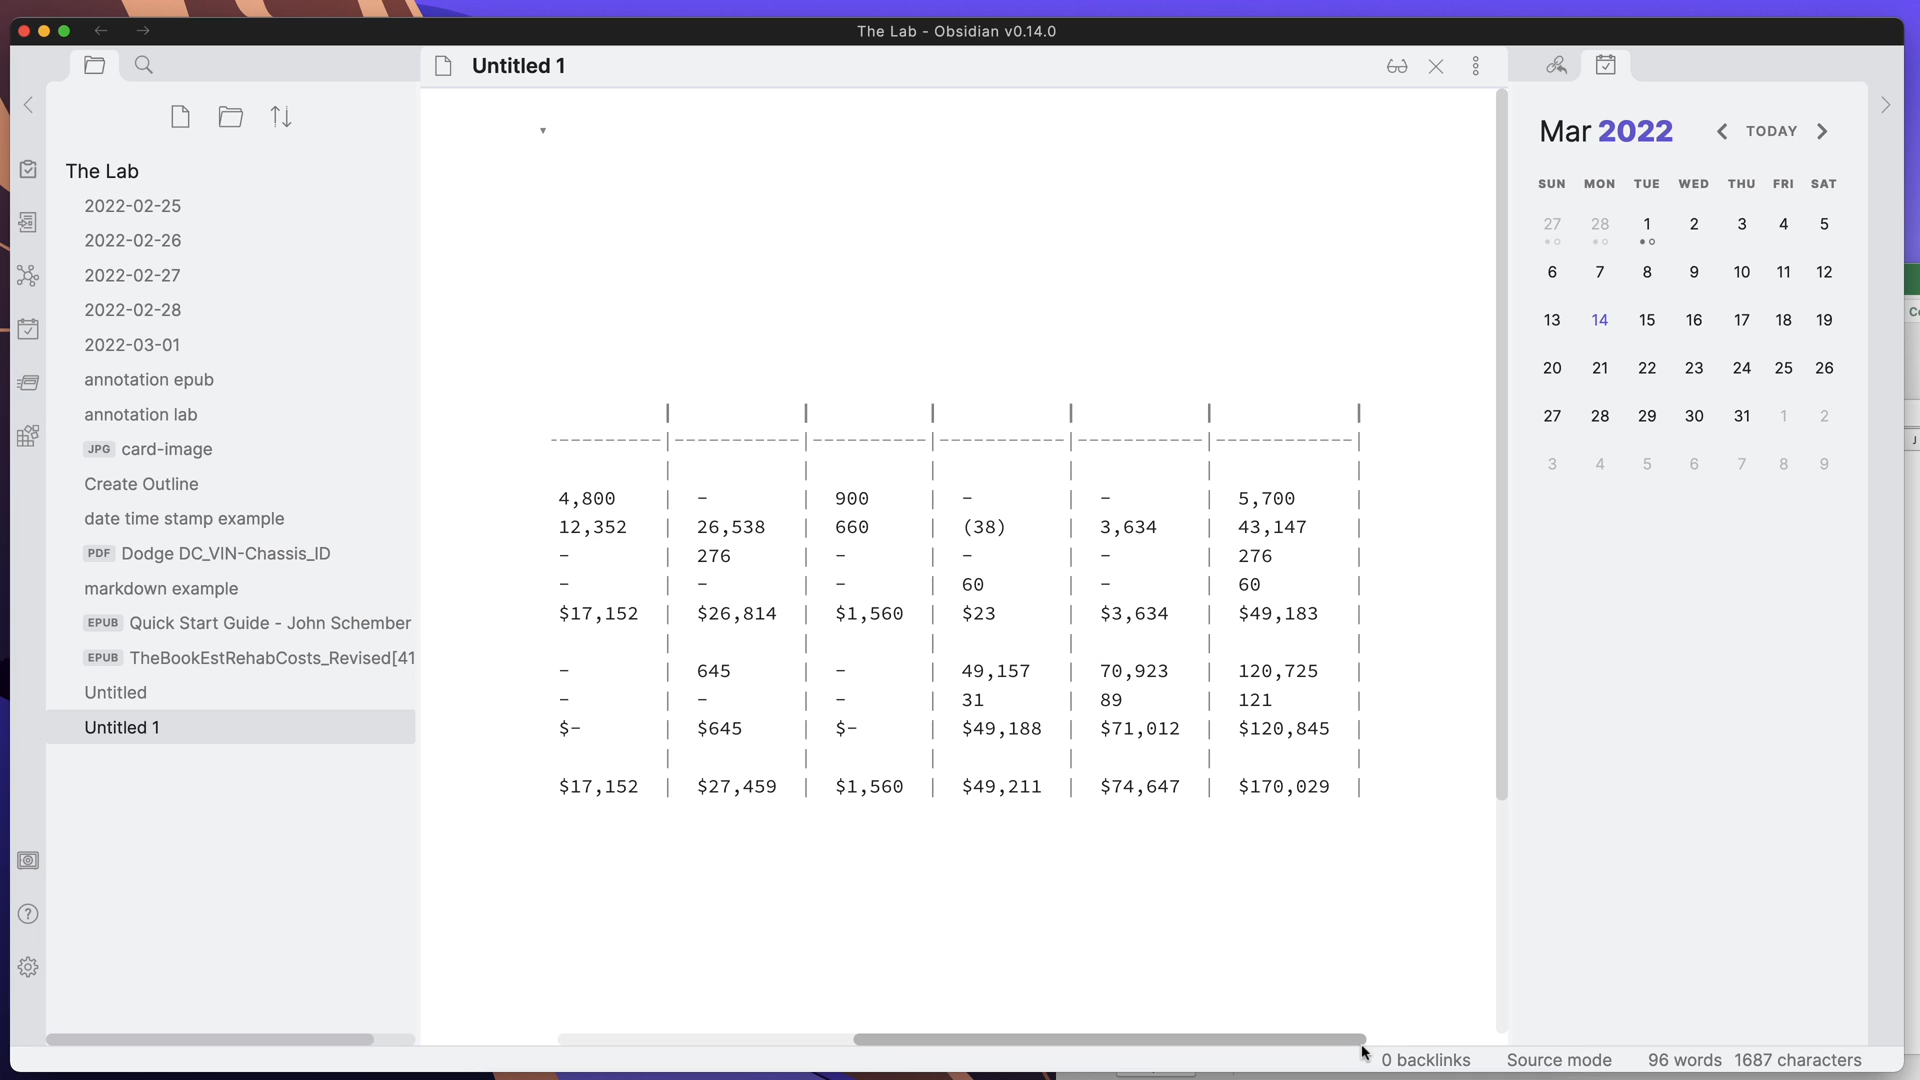 The Lab - Obsidian v0.14.0
Untitled 1
The Lab
2022-02-25
2022-02-26
2022-02-27
2022-02-28
2022-03-01
annotation epub
annotation lab
JPG card-image
Create Outline
date time stamp example
PDF Dodge DC_VIN-Chassis_ID
markdown example
EPUB Quick Start Guide - John Schember
EPUB TheBookEstRehabCosts_Revised[41
Untitled
Untitled 1
| | | | | |
----------|-----------|----------|-----------|-----------|------------|
| | | | | |
4,800 | - | 900 | - | - | 5,700 |
12,352 | 26,538 | 660 | (38) | 3,634 | 43,147 |
- | 276 | - | - | - | 276 |
- | - | - | 60 | - | 60 |
$17,152 | $26,814 | $1,560 | $23 | $3,634 | $49,183 |
| | | | | |
- | 645 | - | 49,157 | 70,923 | 120,725 |
- | - | - | 31 | 89 | 121 |
$- | $645 | $- | $49,188 | $71,012 | $120,845 |
| | | | | |
$17,152 | $27,459 | $1,560 | $49,211 | $74,647 | $170,029 |
Mar 2022 TODAY
SUN MON TUE WED THU FRI SAT
27 28 1 2 3 4 5
6 7 8 9 10 11 12
13 14 15 16 17 18 19
20 21 22 23 24 25 26
27 28 29 30 31 1 2
3 4 5 6 7 8 9
0 backlinks Source mode 96 words 1687 characters